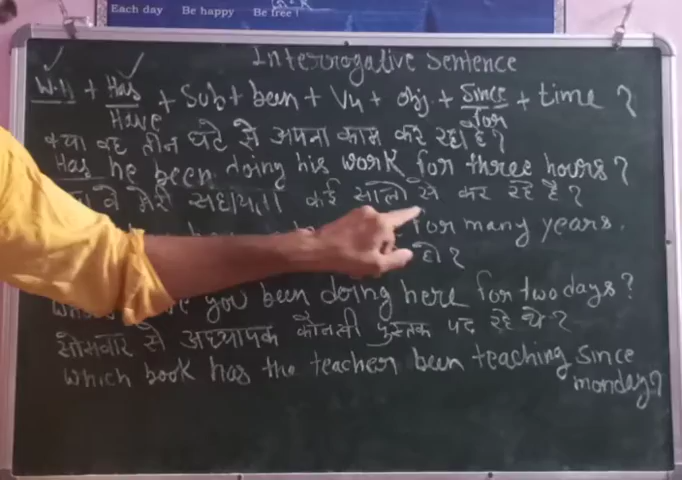 Each day Be happy Be free !
Interrogative Sentence
W.H + Has + Sub + been + V4 + obj. + Since + time ?
Have for
क्या वह तीन घंटे से अपना काम कर रहा है?
Has he been doing his work for three hours?
वे मेरी सहायता कई सालो से कर रहे है?
for many years.
हो?
you been doing here for two days?
सोमवार से अध्यापक कौनसी पुस्तक पढ रहे थे?
Which book has the teacher been teaching Since
monday?